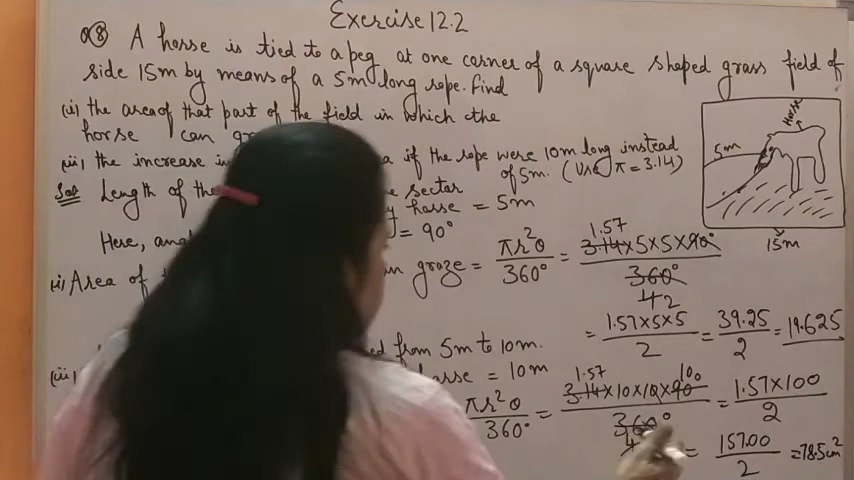 Exercise 12.2
Q8 A horse is tied to a peg at one corner of a square shaped grass field of
side 15m by means of a 5m long rope. Find
(i) the area of that part of the field in which the
horse can
(ii) the increase if the rope were 10m long instead
of 5m. (Use π = 3.14)
Horse
5m
15m
Sol Length of the sector
horse = 5m
Here, = 90°
(i) Area of graze = πr²θ/360° = 3.14×5×5×90°/360°
1.57
42
= 1.57×5×5/2 = 39.25/2 = 19.625
from 5m to 10m.
(ii) = 10m
πr²θ/360° = 3.14×10×10×90°/360° = 1.57×100/2
1.57 100
4
= 157.00/2 = 78.5cm²